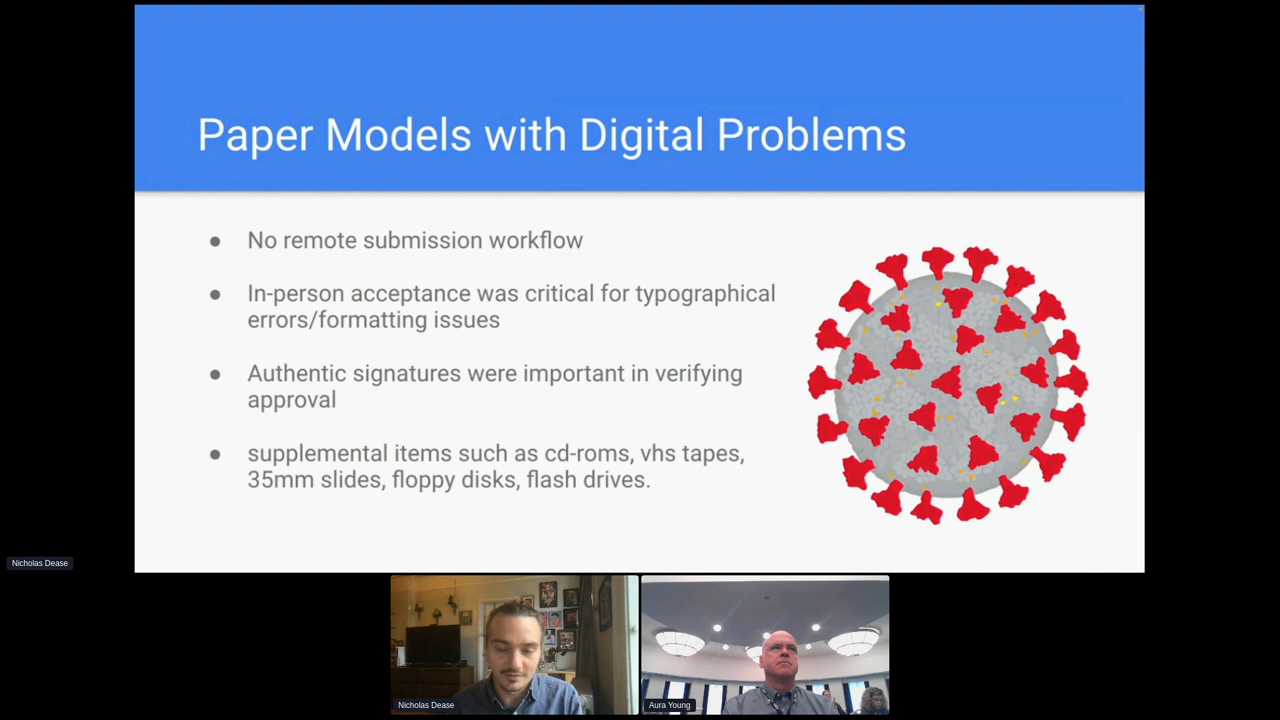 Paper Models with Digital Problems
● No remote submission workflow
● In-person acceptance was critical for typographical
errors/formatting issues
● Authentic signatures were important in verifying
approval
● supplemental items such as cd-roms, vhs tapes,
35mm slides, floppy disks, flash drives.
Nicholas Dease
Nicholas Dease
Aura Young